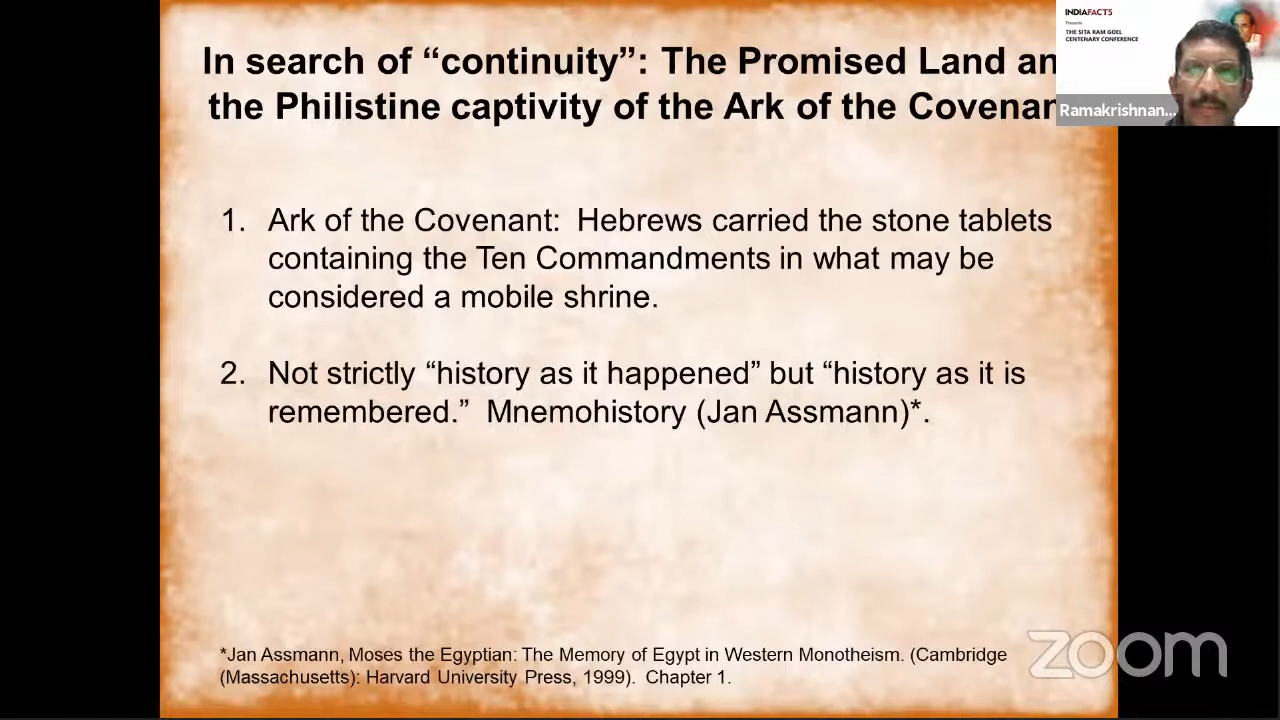 In search of “continuity”: The Promised Land an
the Philistine captivity of the Ark of the Covenan
INDIAFACTS
Presents
THE SITA RAM GOEL
CENTENARY CONFERENCE
Ramakrishnan...
1. Ark of the Covenant: Hebrews carried the stone tablets
containing the Ten Commandments in what may be
considered a mobile shrine.
2. Not strictly “history as it happened” but “history as it is
remembered.” Mnemohistory (Jan Assmann)*.
*Jan Assmann, Moses the Egyptian: The Memory of Egypt in Western Monotheism. (Cambridge
(Massachusetts): Harvard University Press, 1999). Chapter 1.
zoom